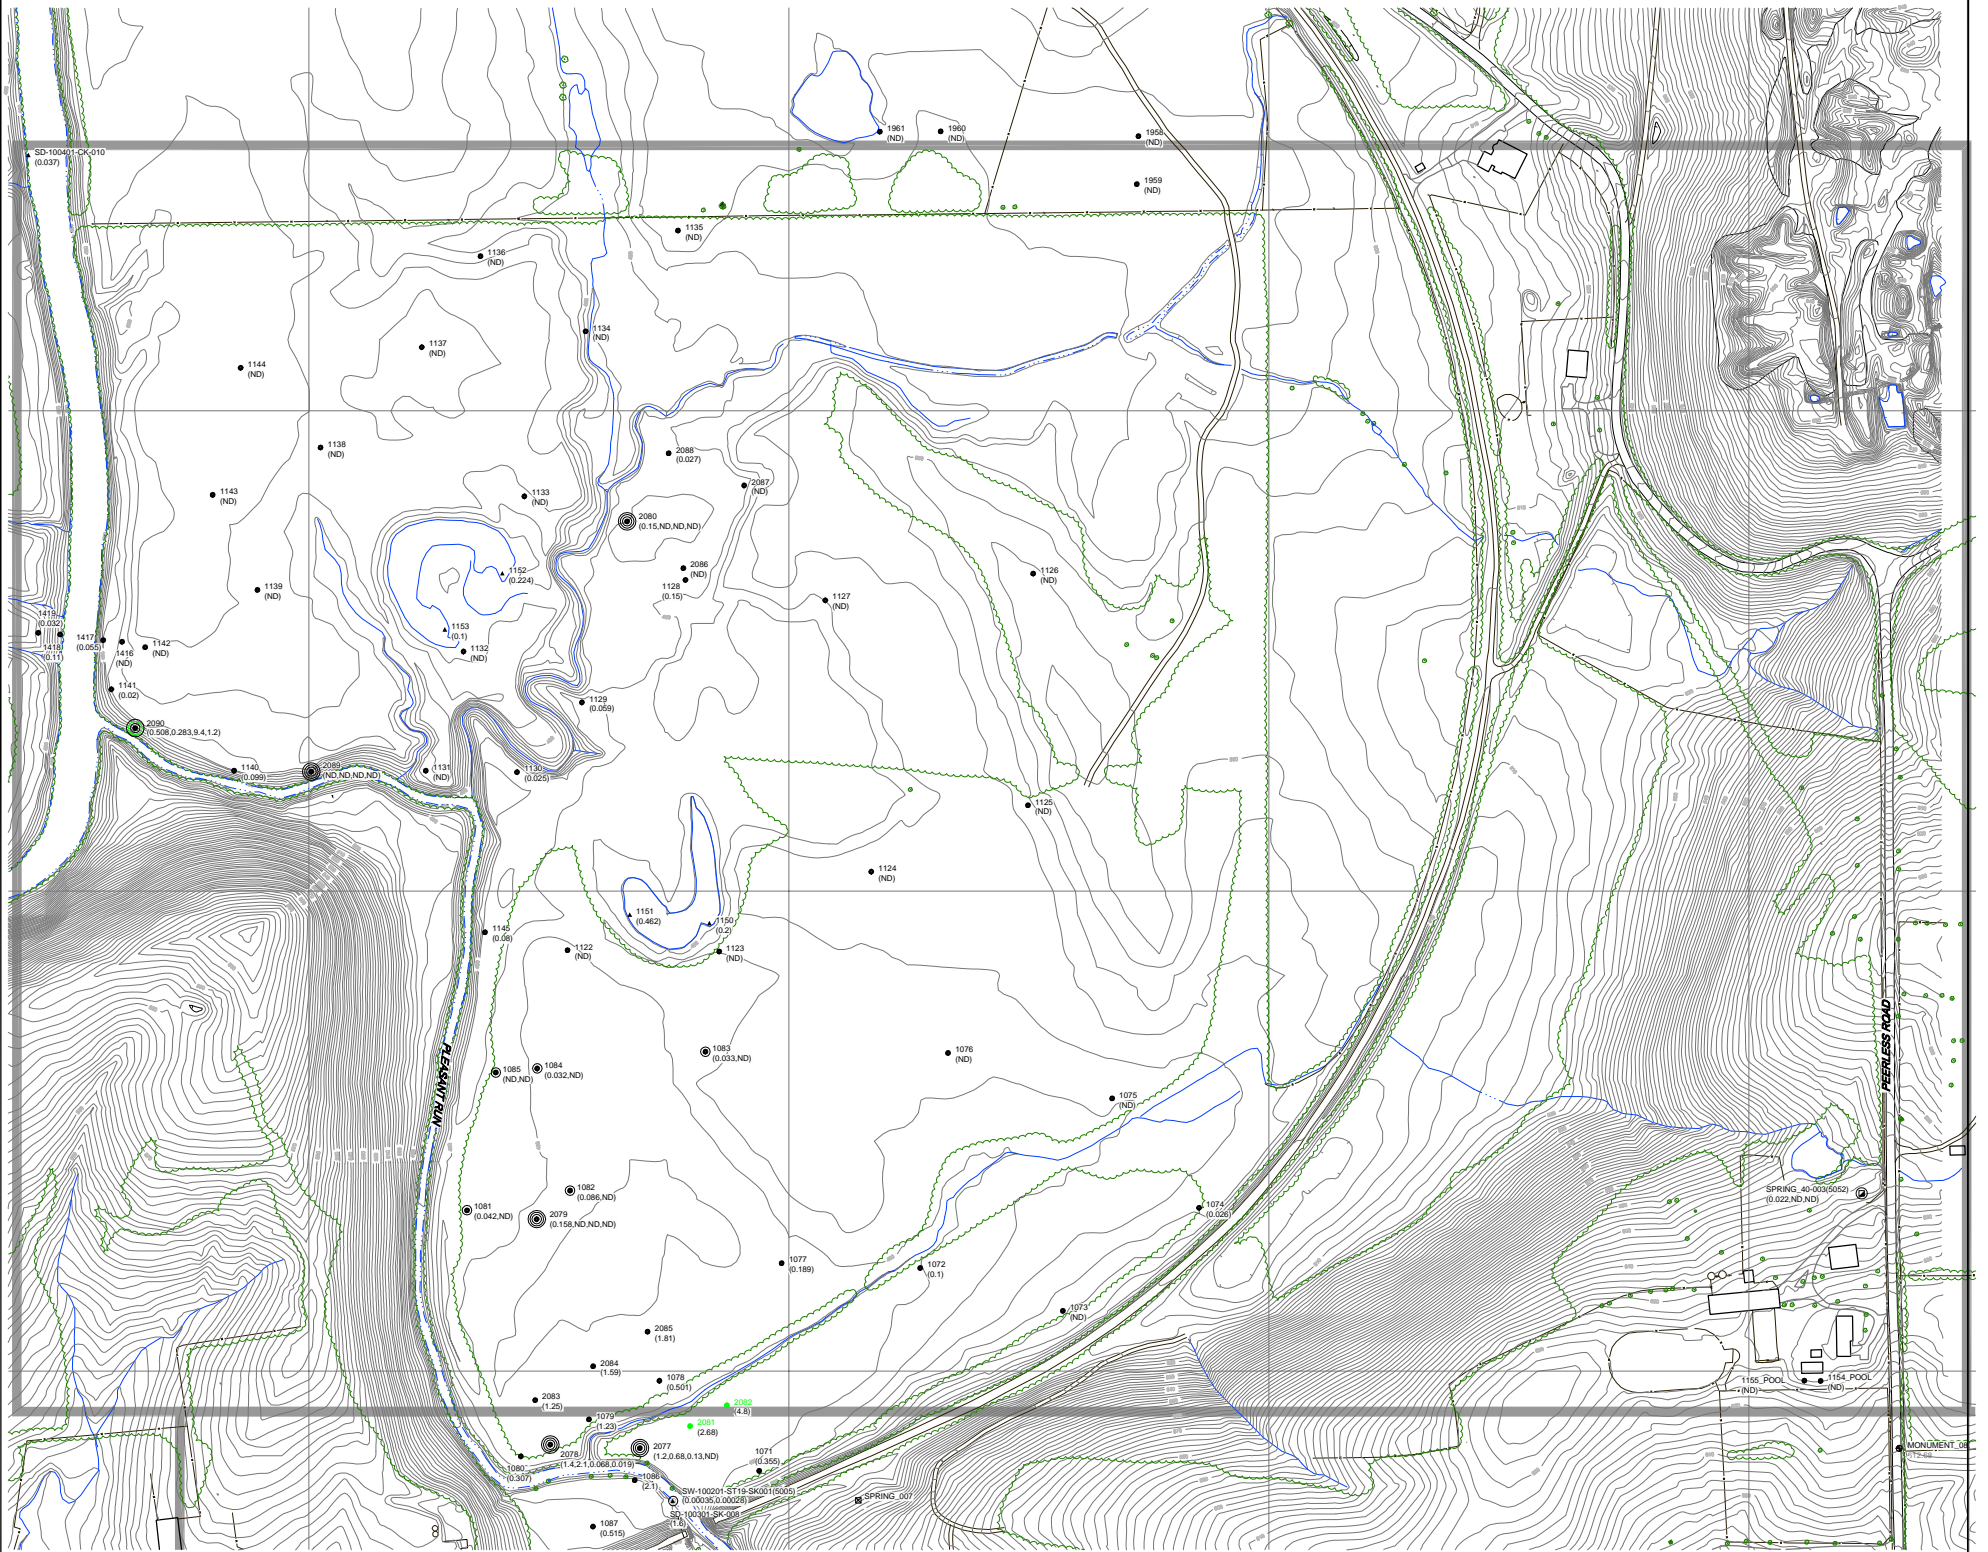 1961
(ND)
1960
(ND)
1958
(ND)
SD-100401-CK-010
(0.037)
1959
(ND)
1135
(ND)
1136
(ND)
1134
(ND)
1137
(ND)
1144
(ND)
1138
(ND)
2088
(0.027)
2087
(ND)
1143
(ND)
1133
(ND)
2080
(0.15,ND,ND,ND)
1152
(0.224)
2086
(ND)
1128
(0.15)
1126
(ND)
1139
(ND)
1127
(ND)
1419
(0.032)
1418
(0.11)
1417
(0.055)
1416
(ND)
1142
(ND)
1153
(0.1)
1132
(ND)
1141
(0.02)
1129
(0.059)
2090
(0.508,0.283,9.4,1.2)
1140
(0.099)
2089
(ND,ND,ND,ND)
1131
(ND)
1130
(0.025)
1125
(ND)
1124
(ND)
1151
(0.462)
1150
(0.2)
1145
(0.08)
1122
(ND)
1123
(ND)
PLEASANT RUN
PEERLESS ROAD
1085
(ND,ND)
1084
(0.032,ND)
1083
(0.033,ND)
1076
(ND)
1075
(ND)
1082
(0.086,ND)
1081
(0.042,ND)
2079
(0.158,ND,ND,ND)
1074
(0.026)
SPRING_40-003(5052)
(0.022,ND,ND)
1077
(0.189)
1072
(0.1)
1073
(ND)
2085
(1.81)
2084
(1.59)
1078
(0.501)
1155_POOL
(ND)
1154_POOL
(ND)
2083
(1.25)
2082
(4.8)
1079
(1.23)
2081
(2.68)
2078
(1.4,2.1,0.068,0.019)
2077
(1.2,0.68,0.13,ND)
1080
(0.307)
1071
(0.355)
1086
(2.1)
MONUMENT_08
SW-100201-ST19-SK001(5005)
(0.00035,0.00028)
SPRING_007
SD-100301-SK-008
(1.6)
1087
(0.515)